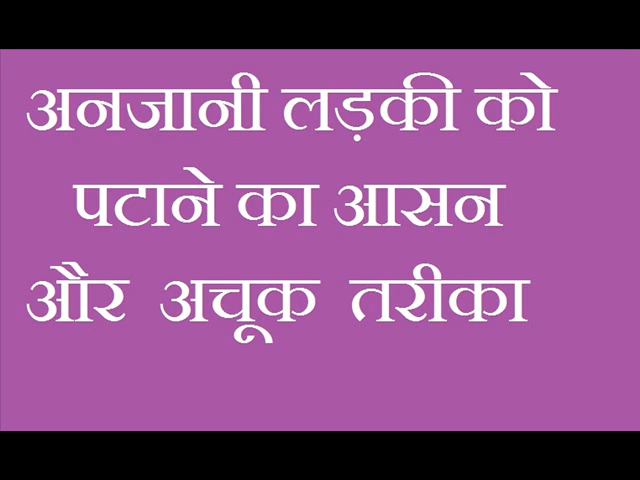 अनजानी लड़की को
पटाने का आसन
और अचूक तरीका